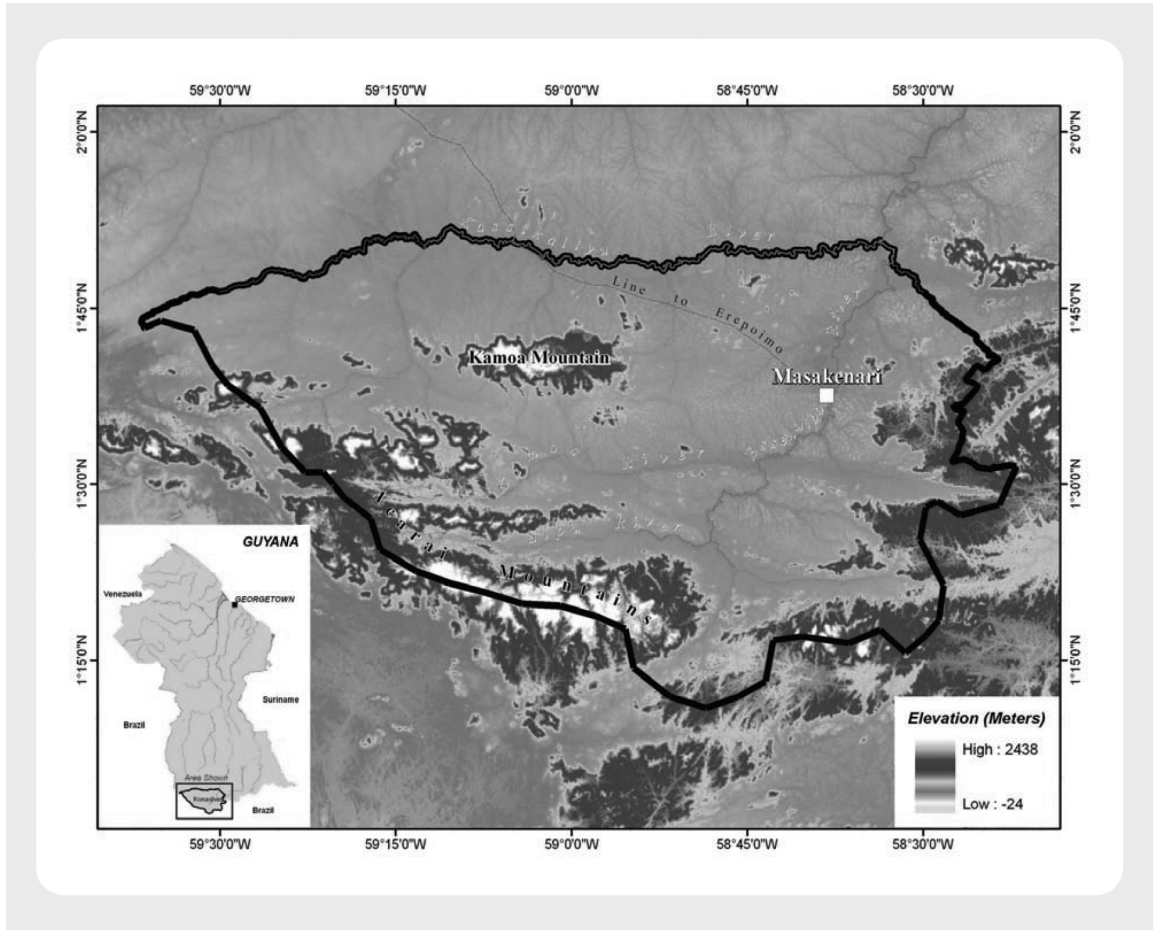 59°30'0"W 59°15'0"W 59°0'0"W 58°45'0"W 58°30'0"W
2°0'0"N 2°0'0"N
Kassikaityu River
Line to Erepoimo
River
1°45'0"N 1°45'0"N
Kamoa Mountain
Masakenari
Essequibo
River
1°30'0"N 1°30'0"N
Acarai Mountains
Sipu River
GUYANA
Venezuela
GEORGETOWN
Suriname
Brazil
Area Shown
Brazil
1°15'0"N 1°15'0"N
Elevation (Meters)
High : 2438
Low : -24
59°30'0"W 59°15'0"W 59°0'0"W 58°45'0"W 58°30'0"W